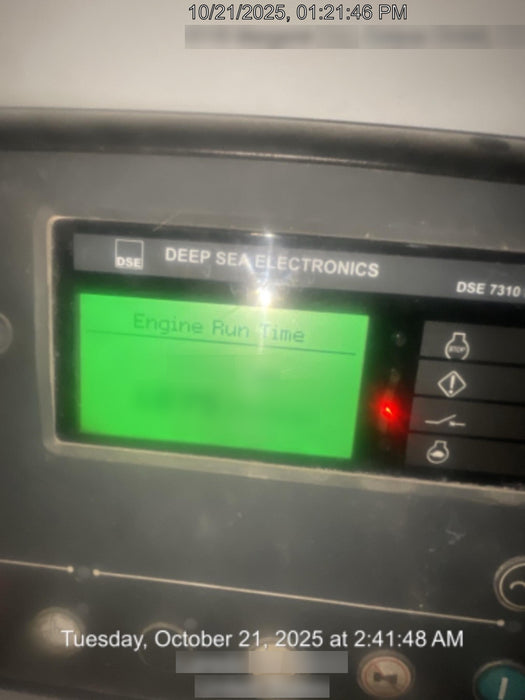 10/21/2025, 01:21:46 PM
DSE
DEEP SEA ELECTRONICS
DSE 7310
Engine Run Time
STOP
Tuesday, October 21, 2025 at 2:41:48 AM